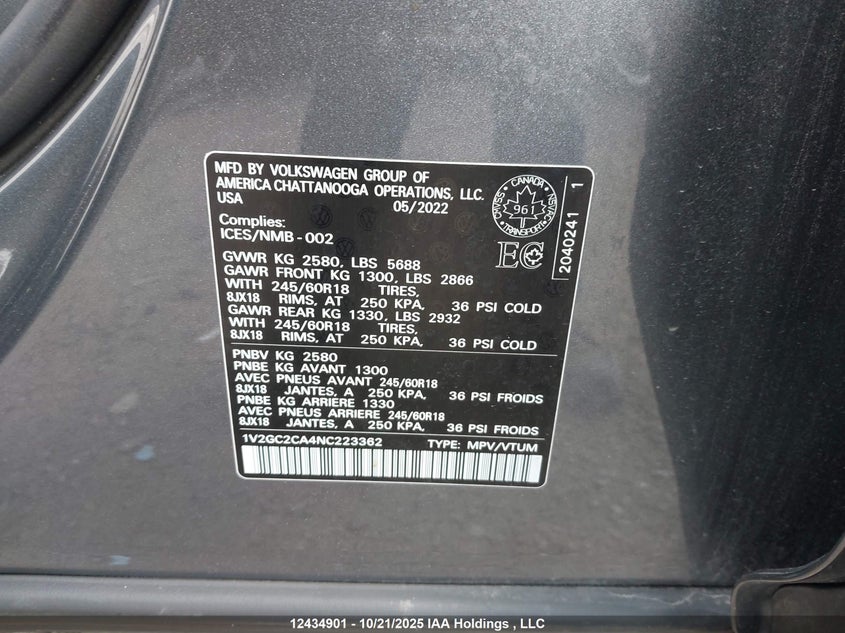 MFD BY VOLKSWAGEN GROUP OF
AMERICA CHATTANOOGA OPERATIONS, LLC.
USA 05/2022
Complies:
ICES/NMB-002
CANADA
CMVSS 961 NSVAC
TRANSPORT
EC
2040241 1
GVWR KG 2580, LBS 5688
GAWR FRONT KG 1300, LBS 2866
WITH 245/60R18 TIRES,
8JX18 RIMS, AT 250 KPA, 36 PSI COLD
GAWR REAR KG 1330, LBS 2932
WITH 245/60R18 TIRES,
8JX18 RIMS, AT 250 KPA, 36 PSI COLD
PNBV KG 2580
PNBE KG AVANT 1300
AVEC PNEUS AVANT 245/60R18
8JX18 JANTES, A 250 KPA, 36 PSI FROIDS
PNBE KG ARRIERE 1330
AVEC PNEUS ARRIERE 245/60R18
8JX18 JANTES, A 250 KPA, 36 PSI FROIDS
1V2GC2CA4NC223362 TYPE: MPV/VTUM
12434901 - 10/21/2025 IAA Holdings , LLC